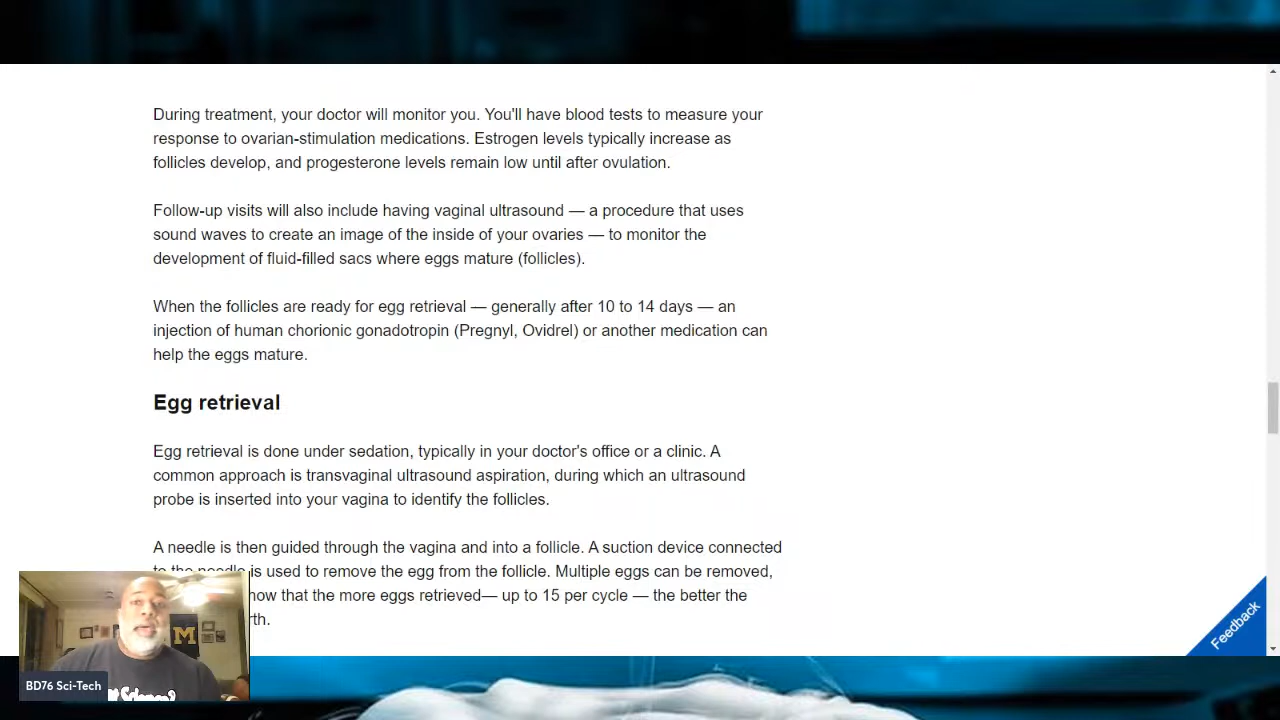 During treatment, your doctor will monitor you. You'll have blood tests to measure your
response to ovarian-stimulation medications. Estrogen levels typically increase as
follicles develop, and progesterone levels remain low until after ovulation.
Follow-up visits will also include having vaginal ultrasound — a procedure that uses
sound waves to create an image of the inside of your ovaries — to monitor the
development of fluid-filled sacs where eggs mature (follicles).
When the follicles are ready for egg retrieval — generally after 10 to 14 days — an
injection of human chorionic gonadotropin (Pregnyl, Ovidrel) or another medication can
help the eggs mature.
Egg retrieval
Egg retrieval is done under sedation, typically in your doctor's office or a clinic. A
common approach is transvaginal ultrasound aspiration, during which an ultrasound
probe is inserted into your vagina to identify the follicles.
A needle is then guided through the vagina and into a follicle. A suction device connected
to the needle is used to remove the egg from the follicle. Multiple eggs can be removed,
now that the more eggs retrieved— up to 15 per cycle — the better the
rth.
Feedback
M
BD76 Sci-Tech
Science?